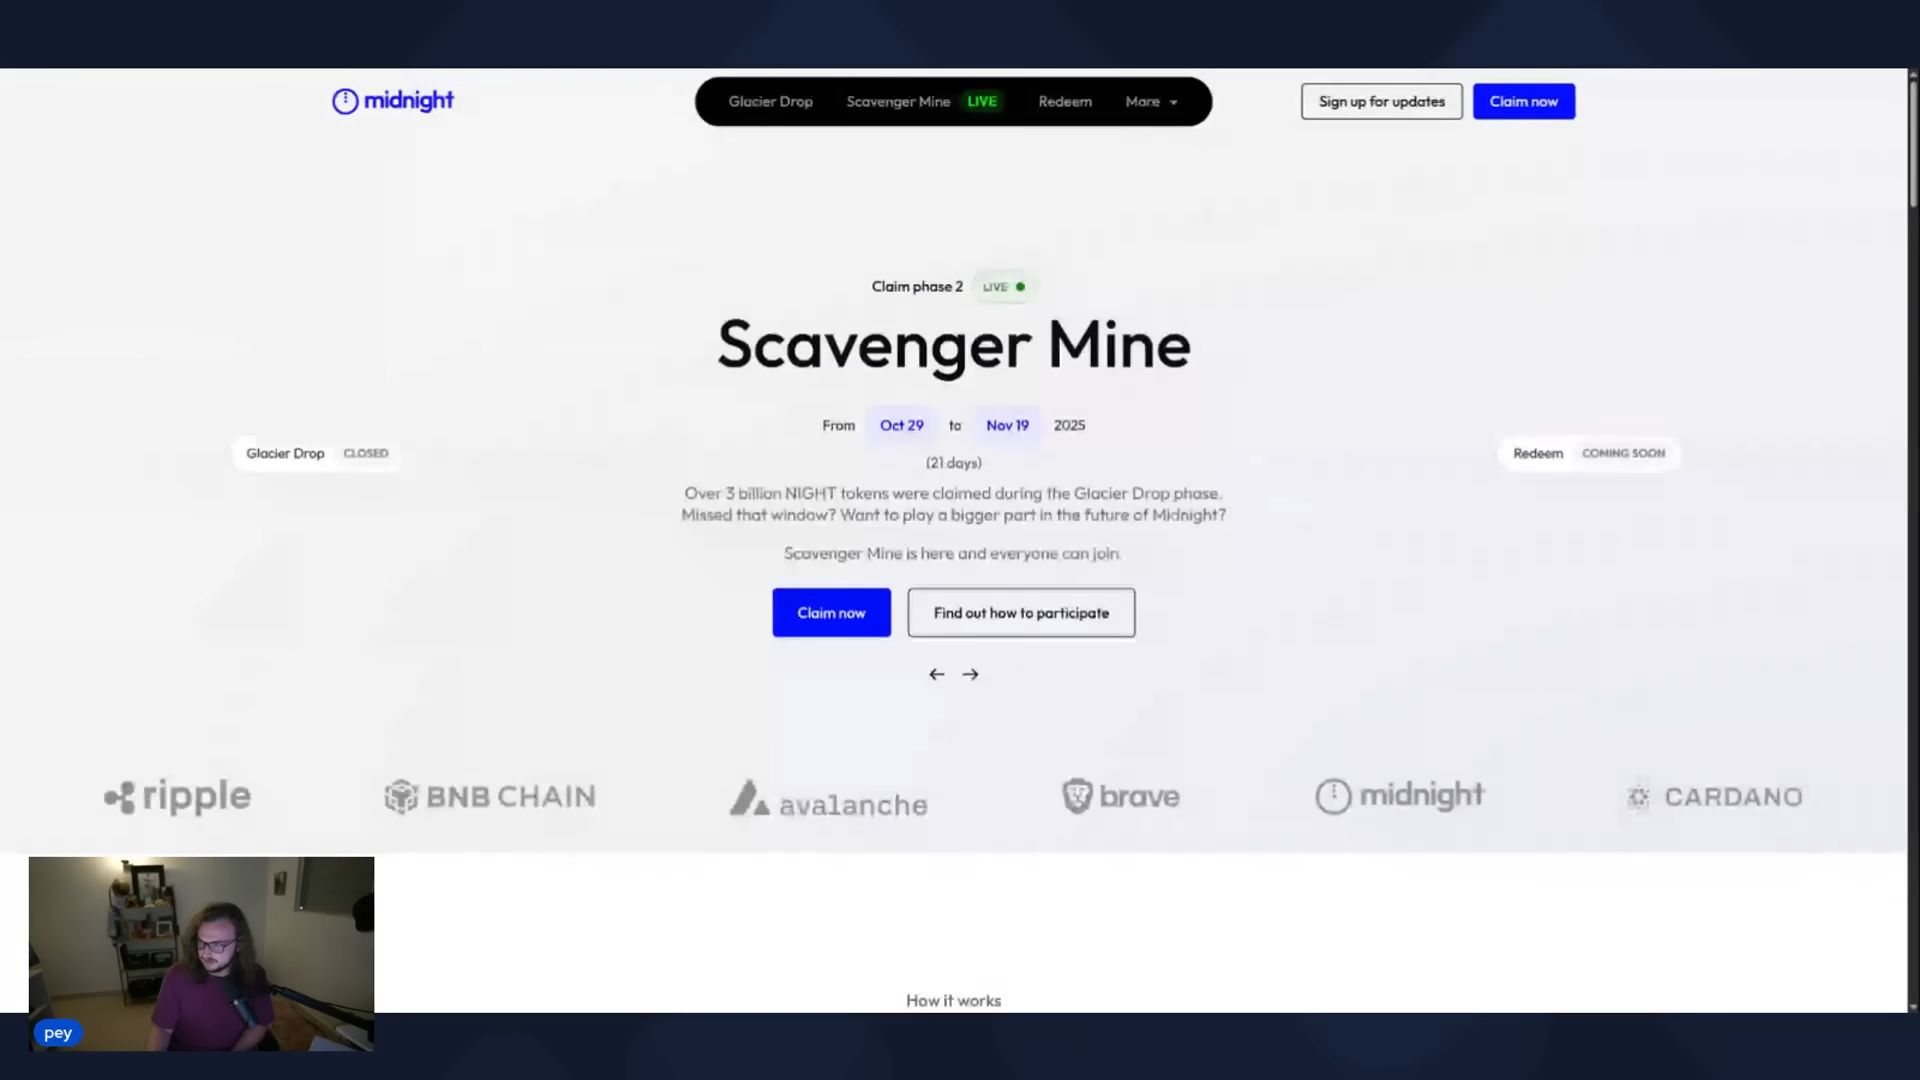 midnight
Glacier Drop Scavenger Mine LIVE Redeem More
Sign up for updates
Claim now
Claim phase 2 LIVE
Scavenger Mine
From Oct 29 to Nov 19 2025
(21 days)
Glacier Drop CLOSED
Redeem COMING SOON
Over 3 billion NIGHT tokens were claimed during the Glacier Drop phase.
Missed that window? Want to play a bigger part in the future of Midnight?
Scavenger Mine is here and everyone can join.
Claim now
Find out how to participate
ripple
BNB CHAIN
avalanche
brave
midnight
CARDANO
How it works
pey